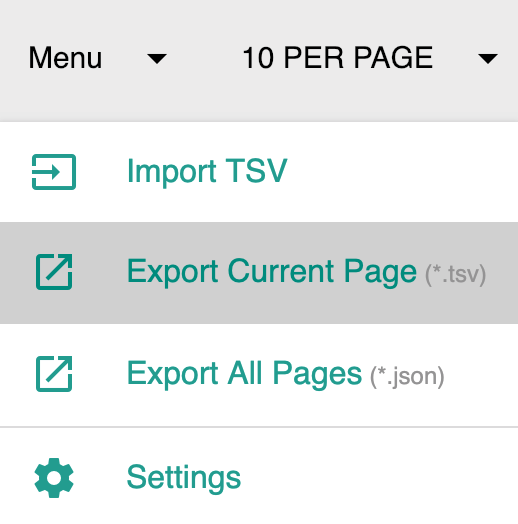 Menu 10 PER PAGE
Import TSV
Export Current Page (*.tsv)
Export All Pages (*.json)
Settings